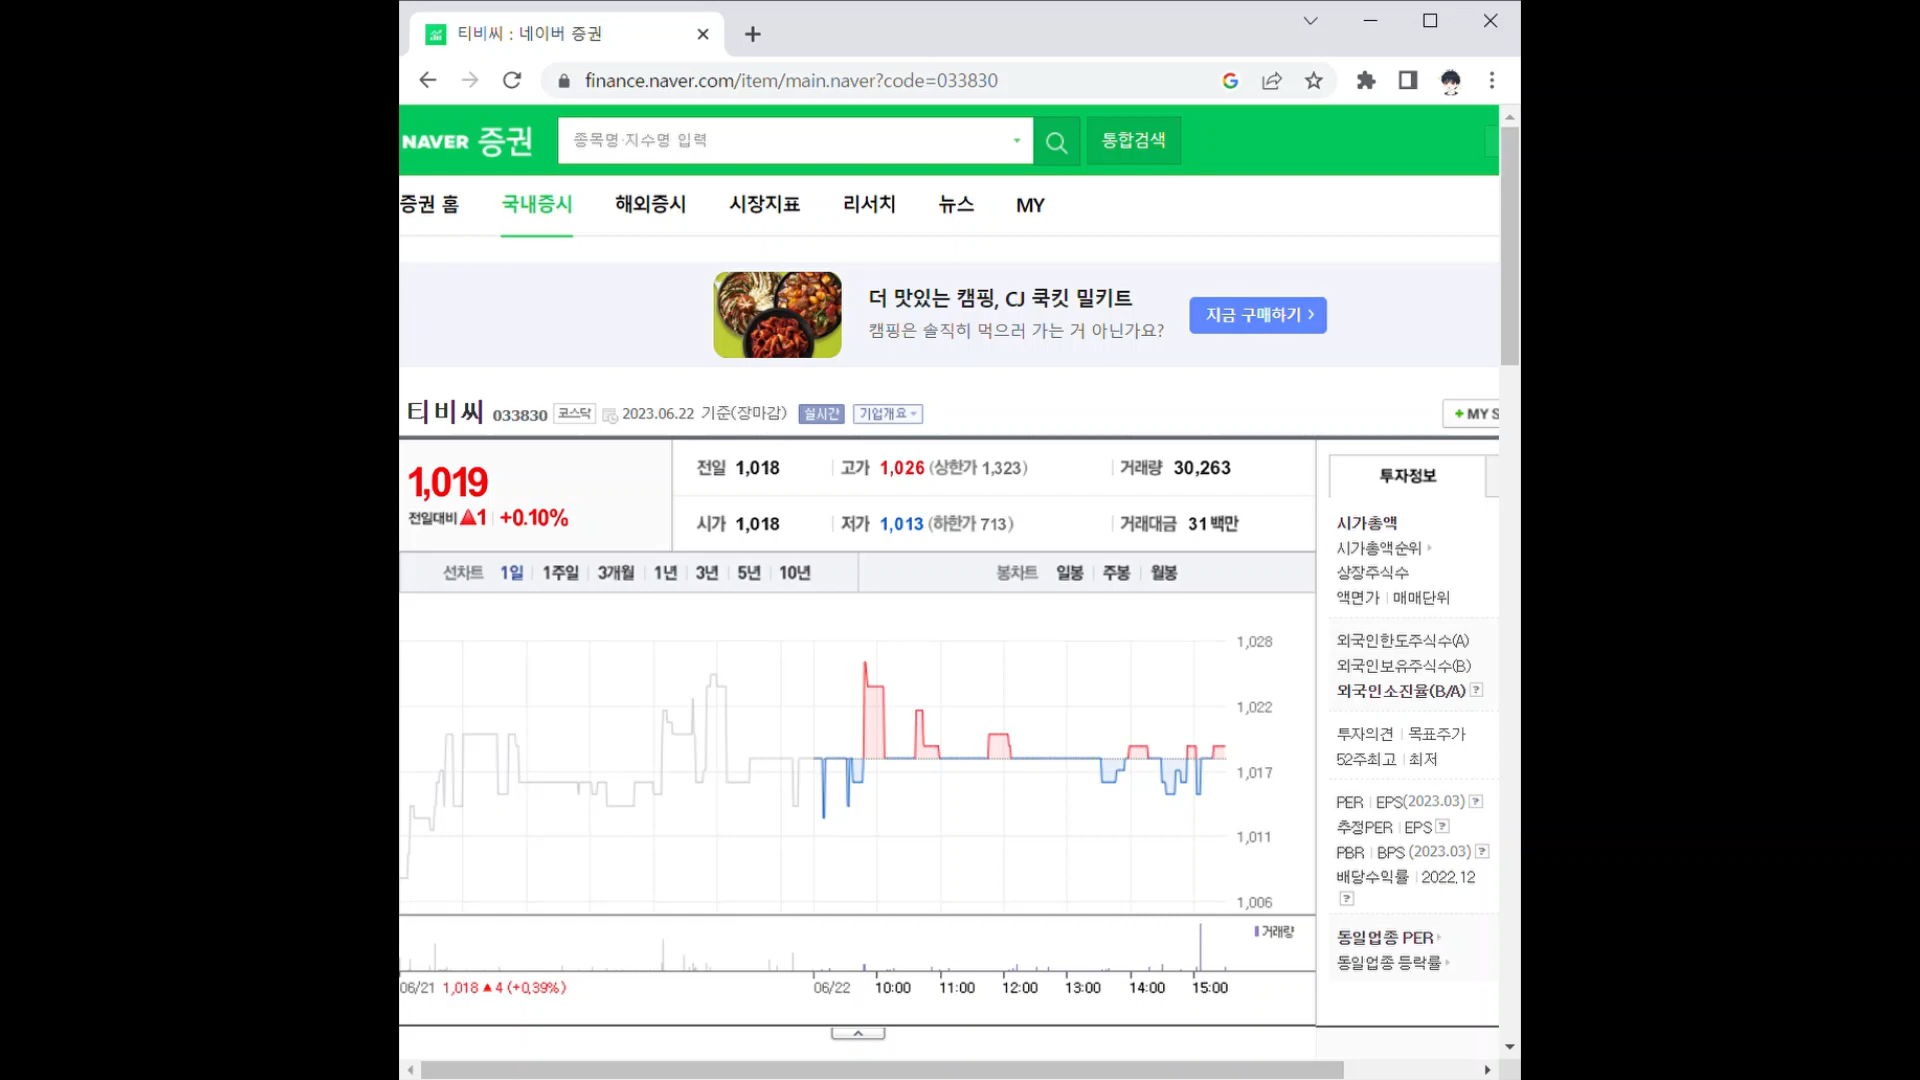 티비씨 : 네이버 증권
finance.naver.com/item/main.naver?code=033830
NAVER 증권
종목명·지수명 입력
통합검색
증권 홈 국내증시 해외증시 시장지표 리서치 뉴스 MY
더 맛있는 캠핑, CJ 쿡킷 밀키트
캠핑은 솔직히 먹으러 가는 거 아닌가요?
지금 구매하기 >
티비씨 033830 코스닥 2023.06.22 기준(장마감) 실시간 기업개요
+ MY S
1,019
전일대비 ▲1 +0.10%
전일 1,018 고가 1,026 (상한가 1,323) 거래량 30,263
시가 1,018 저가 1,013 (하한가 713) 거래대금 31 백만
선차트 1일 1주일 3개월 1년 3년 5년 10년 봉차트 일봉 주봉 월봉
1,028
1,022
1,017
1,011
1,006
거래량
06/21 1,018 ▲4 (+0.39%) 06/22 10:00 11:00 12:00 13:00 14:00 15:00
투자정보
시가총액
시가총액순위
상장주식수
액면가 | 매매단위
외국인한도주식수(A)
외국인보유주식수(B)
외국인소진율(B/A) ?
투자의견 | 목표주가
52주최고 | 최저
PER | EPS(2023.03) ?
추정PER | EPS ?
PBR | BPS (2023.03) ?
배당수익률 | 2022.12
?
동일업종 PER
동일업종 등락률